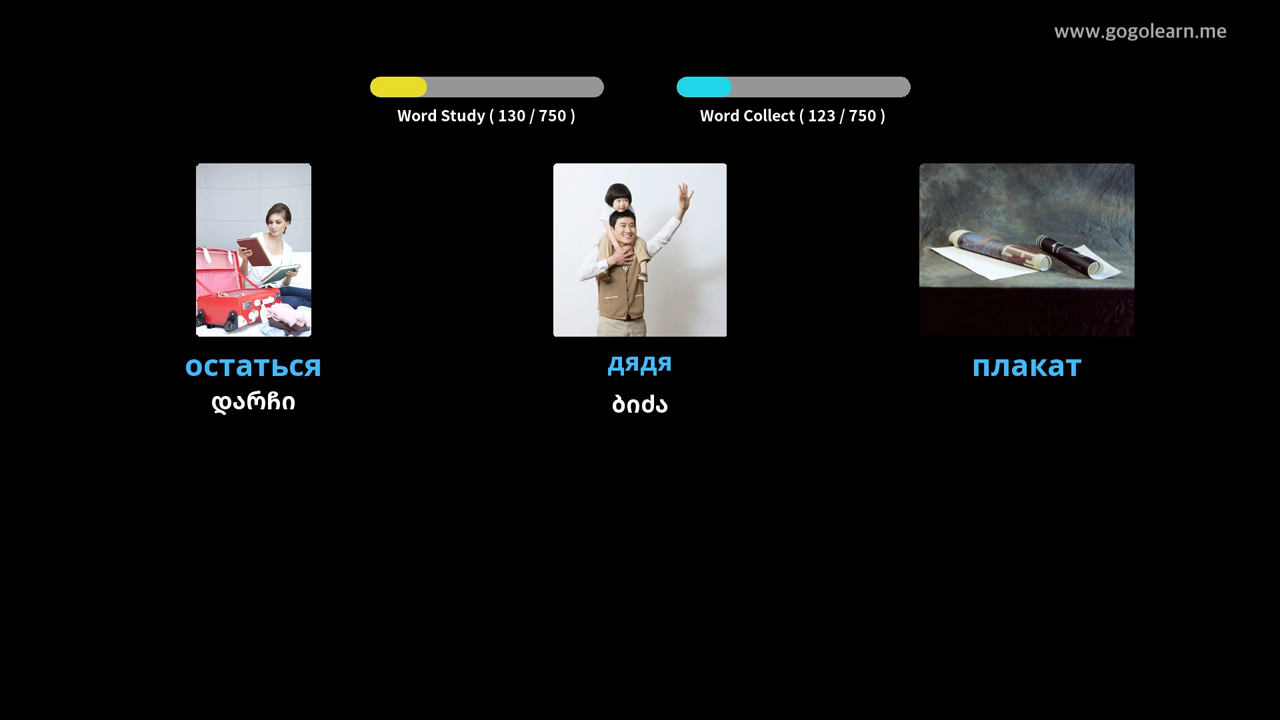 www.gogolearn.me
Word Study ( 130 / 750 )
Word Collect ( 123 / 750 )
остаться
დარჩი
дядя
ბიძა
плакат